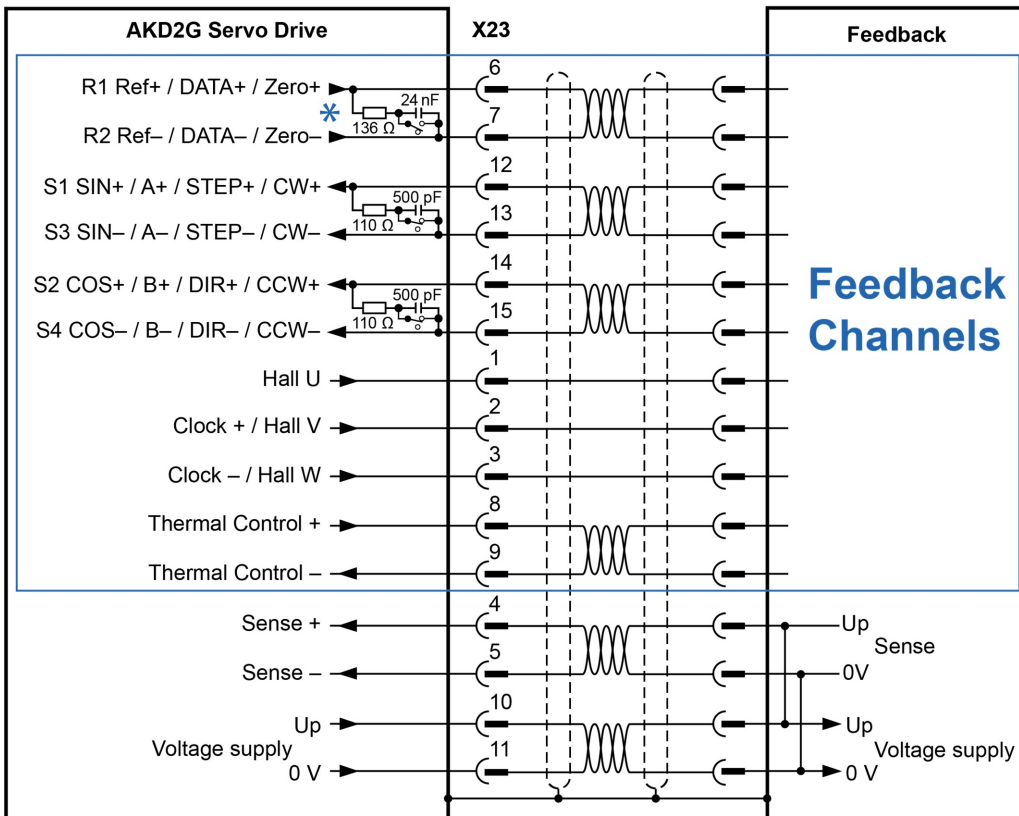 AKD2G Servo Drive
X23
Feedback
R1 Ref+ / DATA+ / Zero+
6
*
136 Ω
24 nF
R2 Ref– / DATA– / Zero–
7
S1 SIN+ / A+ / STEP+ / CW+
12
110 Ω
500 pF
S3 SIN– / A– / STEP– / CW–
13
S2 COS+ / B+ / DIR+ / CCW+
14
110 Ω
500 pF
S4 COS– / B– / DIR– / CCW–
15
Feedback
Channels
Hall U
1
Clock + / Hall V
2
Clock – / Hall W
3
Thermal Control +
8
Thermal Control –
9
Sense +
4
Up
Sense
Sense –
5
0V
Up
10
Up
Voltage supply
Voltage supply
0 V
11
0 V